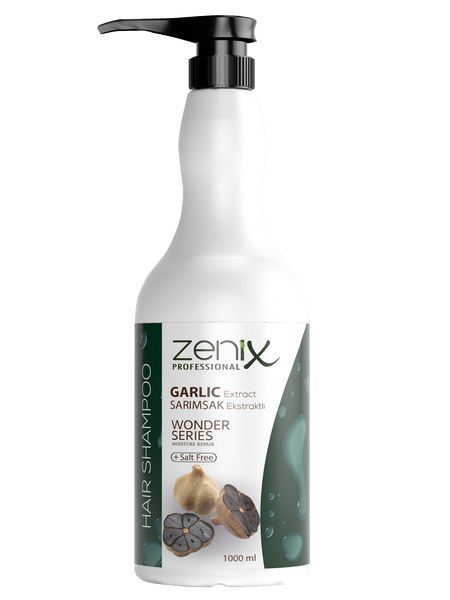 zenix
PROFESSIONAL
GARLIC Extract
SARIMSAK Ekstraktlı
WONDER
SERIES
MOISTURE REPAIR
+ Salt Free
1000 ml
HAIR SHAMPOO